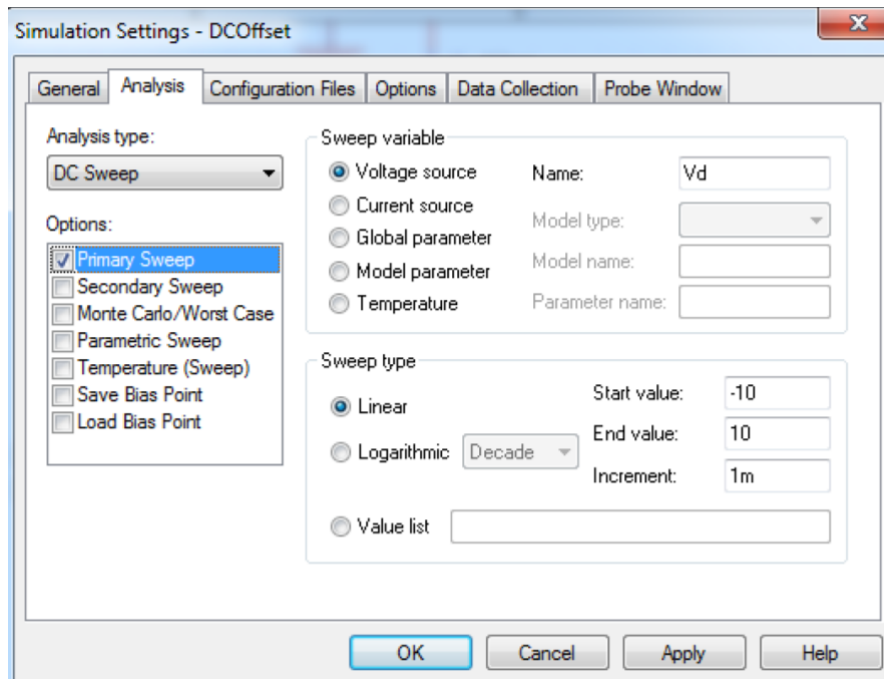 Simulation Settings - DCOffset
General Analysis Configuration Files Options Data Collection Probe Window
Analysis type:
DC Sweep
Options:
Primary Sweep
Secondary Sweep
Monte Carlo/Worst Case
Parametric Sweep
Temperature (Sweep)
Save Bias Point
Load Bias Point
Sweep variable
Voltage source
Current source
Global parameter
Model parameter
Temperature
Name: Vd
Model type:
Model name:
Parameter name:
Sweep type
Linear
Logarithmic Decade
Value list
Start value: -10
End value: 10
Increment: 1m
OK Cancel Apply Help